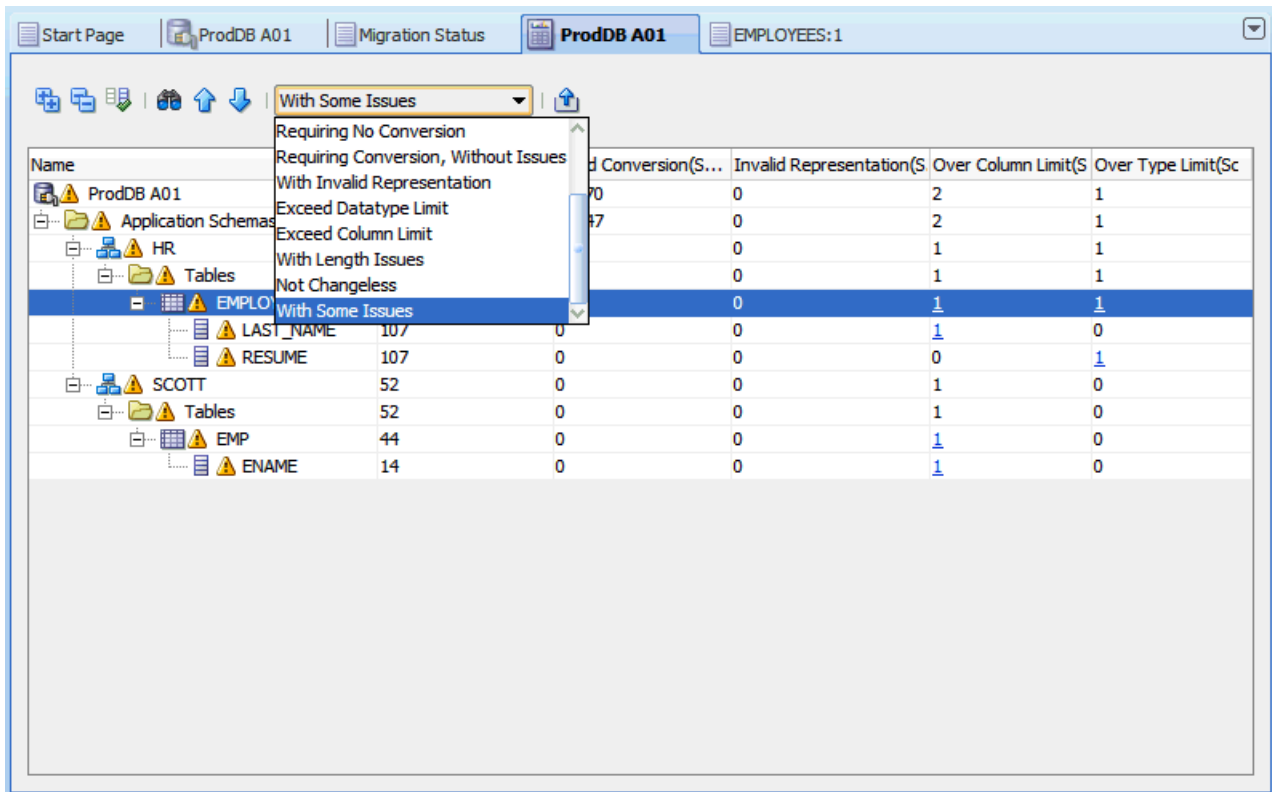 Start Page ProdDB A01 Migration Status ProdDB A01 EMPLOYEES:1
With Some Issues
Requiring No Conversion
Requiring Conversion, Without Issues
With Invalid Representation
Exceed Datatype Limit
Exceed Column Limit
With Length Issues
Not Changeless
With Some Issues
Name d Conversion(S... Invalid Representation(S. Over Column Limit(S Over Type Limit(Sc
ProdDB A01 70 0 2 1
Application Schemas 47 0 2 1
HR 0 1 1
Tables 0 1 1
EMPLOY 0 1 1
LAST_NAME 107 0 0 1 0
RESUME 107 0 0 0 1
SCOTT 52 0 0 1 0
Tables 52 0 0 1 0
EMP 44 0 0 1 0
ENAME 14 0 0 1 0